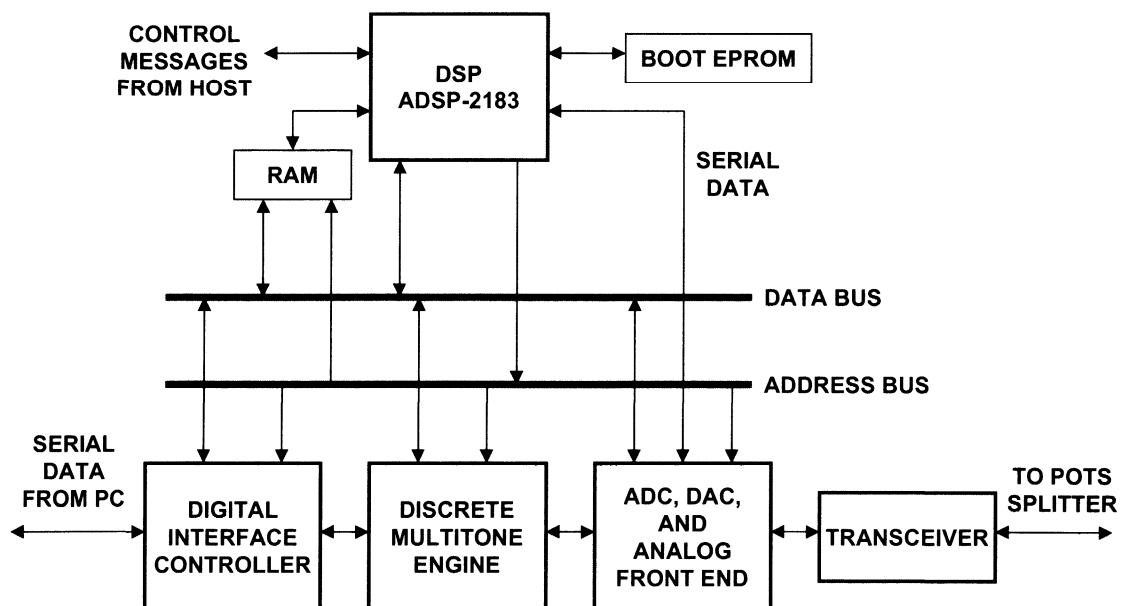 CONTROL
MESSAGES
FROM HOST
DSP
ADSP-2183
BOOT EPROM
RAM
SERIAL
DATA
DATA BUS
ADDRESS BUS
SERIAL
DATA
FROM PC
DIGITAL
INTERFACE
CONTROLLER
DISCRETE
MULTITONE
ENGINE
ADC, DAC,
AND
ANALOG
FRONT END
TRANSCEIVER
TO POTS
SPLITTER